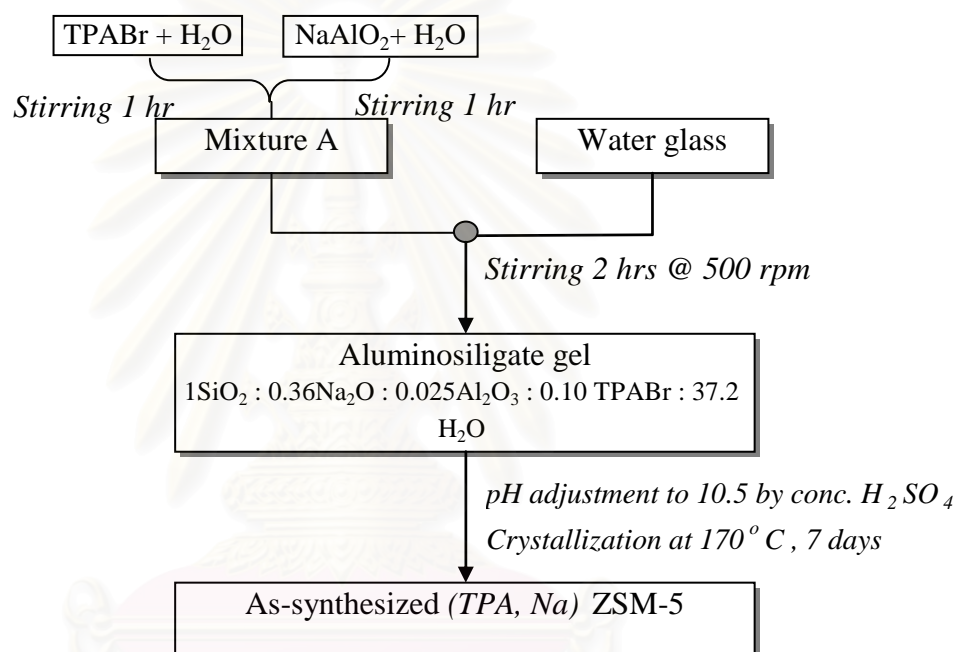 TPABr + H₂O
NaAlO₂+ H₂O
Stirring 1 hr
Stirring 1 hr
Mixture A
Water glass
Stirring 2 hrs @ 500 rpm
Aluminosiligate gel
1SiO₂ : 0.36Na₂O : 0.025Al₂O₃ : 0.10 TPABr : 37.2
H₂O
pH adjustment to 10.5 by conc. H₂SO₄
Crystallization at 170°C , 7 days
As-synthesized (TPA, Na) ZSM-5